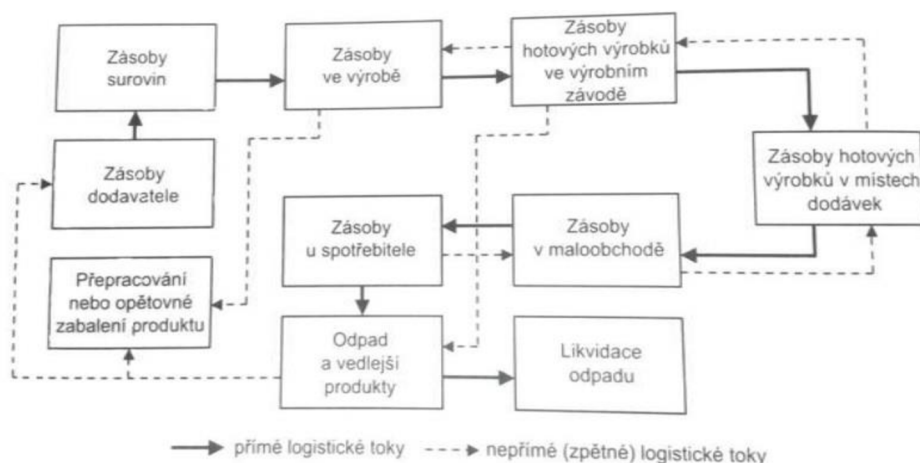 Zásoby
surovin
Zásoby
ve výrobě
Zásoby
hotových výrobků
ve výrobním
závodě
Zásoby
dodavatele
Zásoby hotových
výrobků v místech
dodávek
Zásoby
u spotřebitele
Zásoby
v maloobchodě
Přepracování
nebo opětovné
zabalení produktu
Odpad
a vedlejší
produkty
Likvidace
odpadu
přímé logistické toky
nepřímé (zpětné) logistické toky